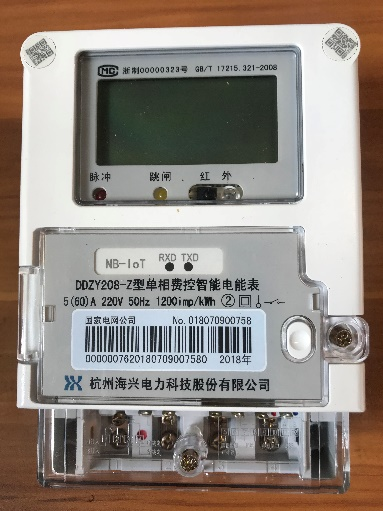 MC 浙制00000323号 GB/T 17215.321-2008
脉冲 跳闸 红 外
NB-IoT RXD TXD
DDZY208-Z型单相费控智能电能表
5(60)A 220V 50Hz 1200imp/kWh ②
国家电网公司 No.018070900758
0000007620180709007580 2018年
杭州海兴电力科技股份有限公司